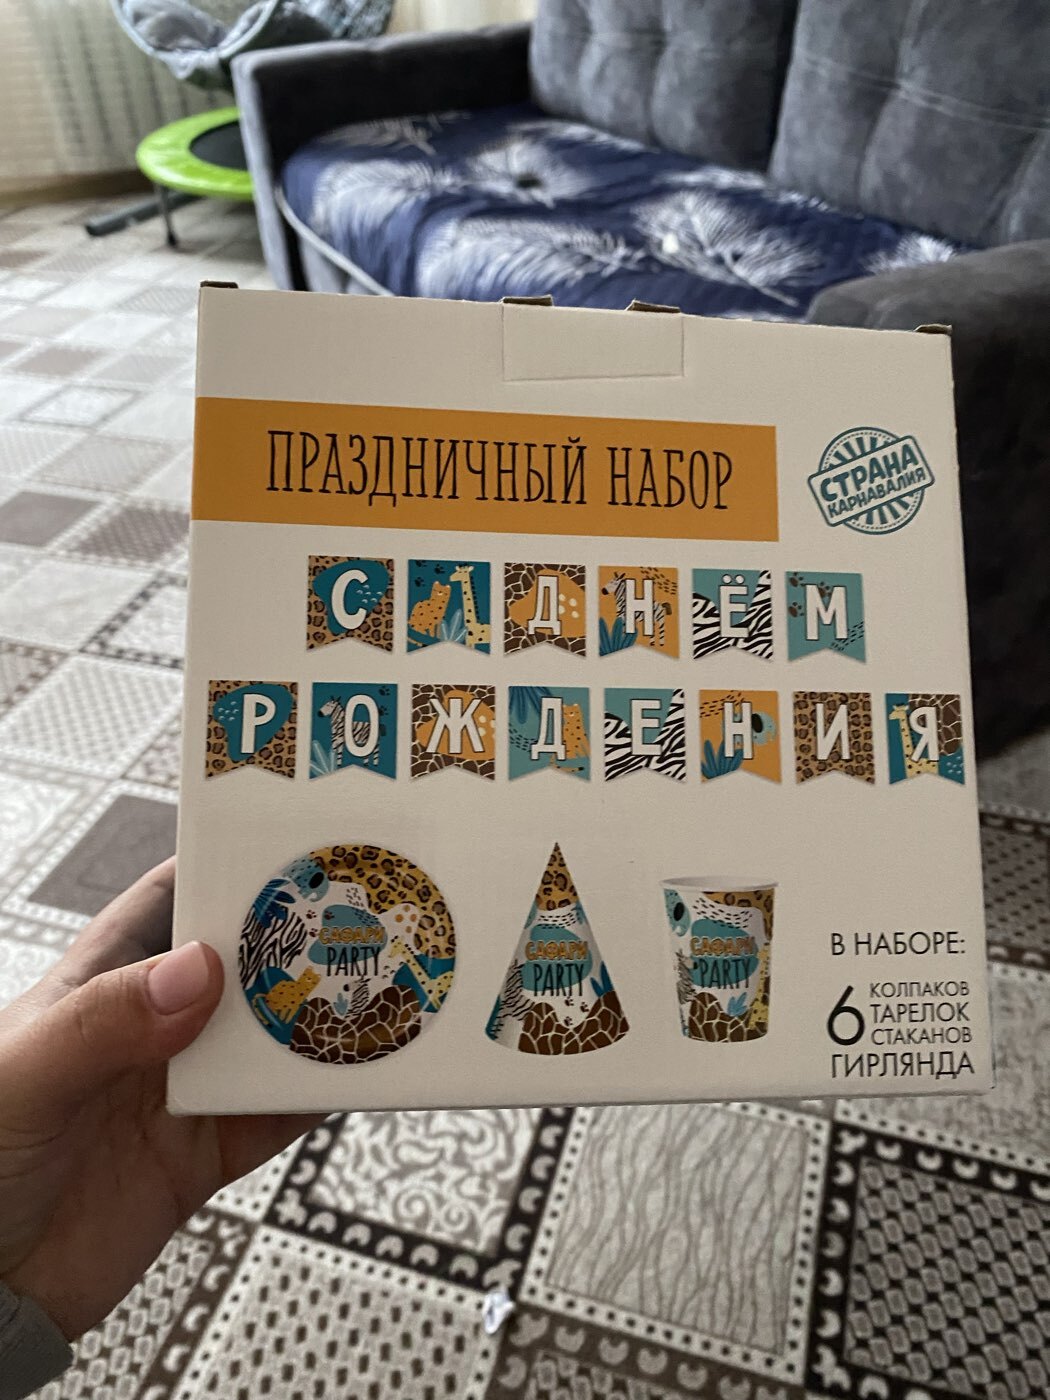 ПРАЗДНИЧНЫЙ НАБОР
СТРАНА
КАРНАВАЛИЯ
С ДНЁМ
РОЖДЕНИЯ
САФАРИ
PARTY
САФАРИ
PARTY
САФАРИ
PARTY
В НАБОРЕ:
6 КОЛПАКОВ
ТАРЕЛОК
СТАКАНОВ
ГИРЛЯНДА